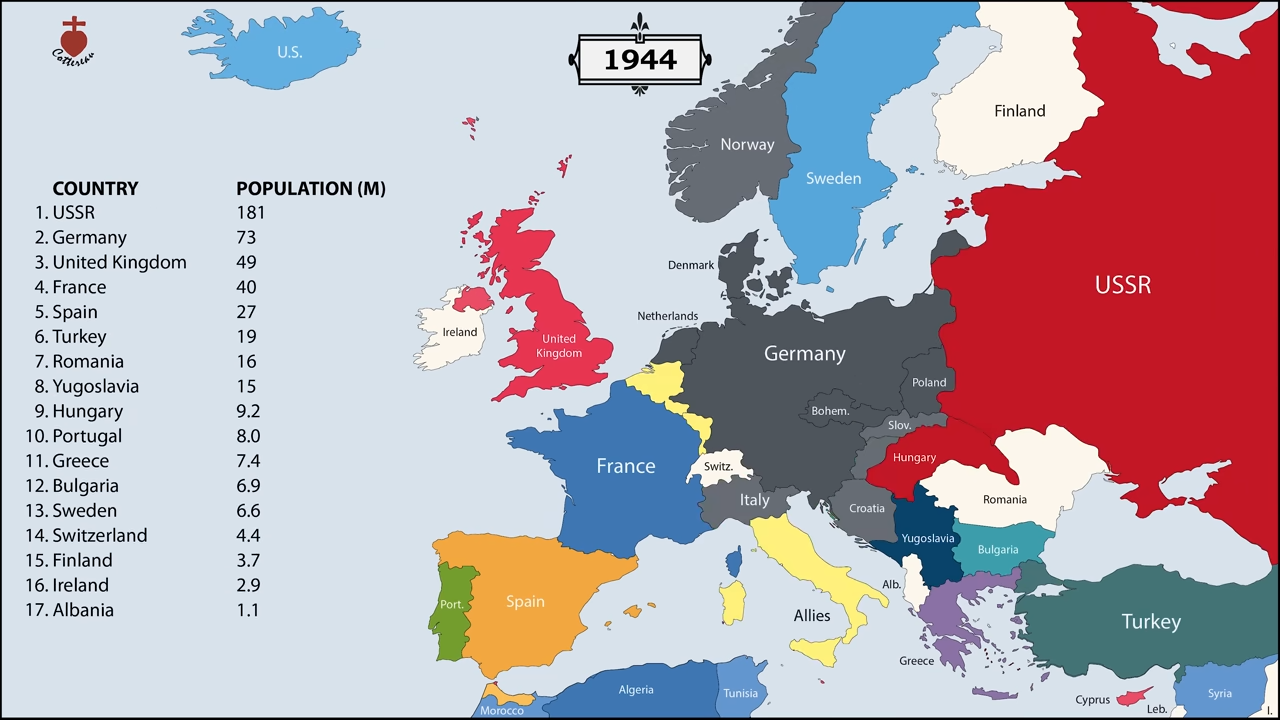 Cottereau
U.S.
1944
Finland
Norway
Sweden
COUNTRY POPULATION (M)
1. USSR 181
2. Germany 73
3. United Kingdom 49
4. France 40
5. Spain 27
6. Turkey 19
7. Romania 16
8. Yugoslavia 15
9. Hungary 9.2
10. Portugal 8.0
11. Greece 7.4
12. Bulgaria 6.9
13. Sweden 6.6
14. Switzerland 4.4
15. Finland 3.7
16. Ireland 2.9
17. Albania 1.1
Denmark
USSR
Netherlands
Ireland
United
Kingdom
Germany
Poland
Bohem.
Slov.
Hungary
France
Switz.
Italy
Romania
Croatia
Yugoslavia
Bulgaria
Alb.
Port.
Spain
Allies
Turkey
Greece
Algeria
Tunisia
Syria
Cyprus
Morocco
Leb.
I.